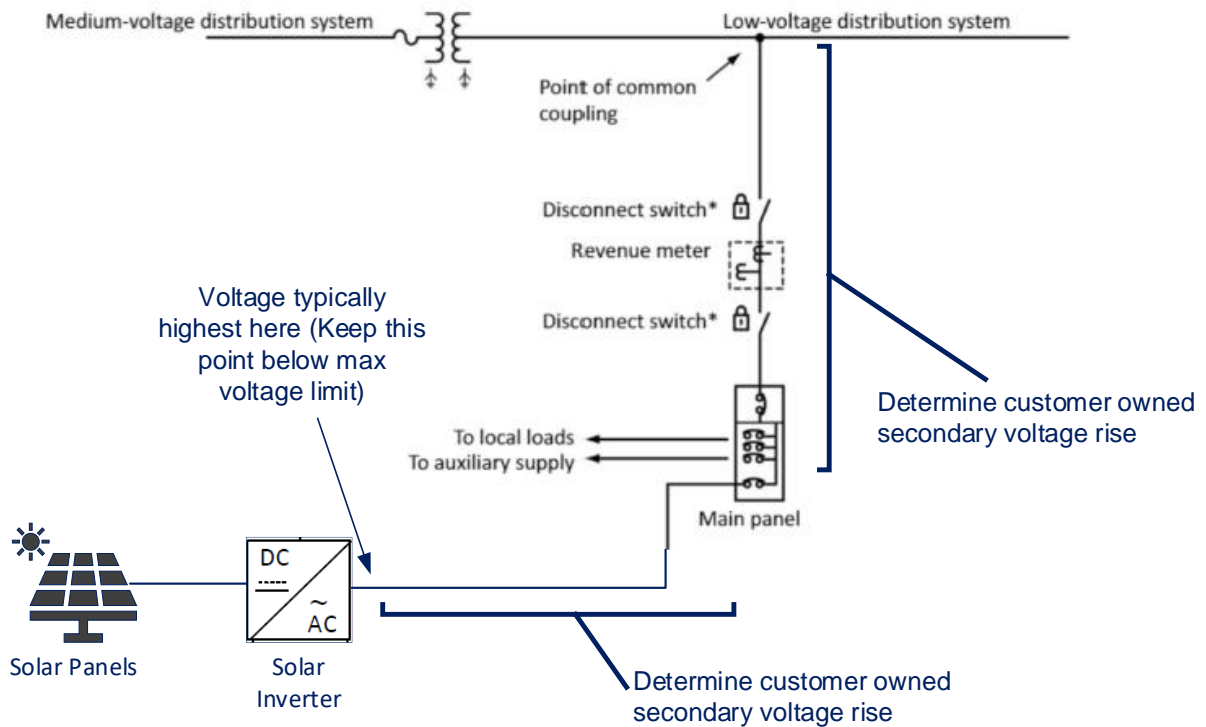 Medium-voltage distribution system
Low-voltage distribution system
Point of common
coupling
Disconnect switch*
Revenue meter
Voltage typically
highest here (Keep this
point below max
voltage limit)
Disconnect switch*
Determine customer owned
secondary voltage rise
To local loads
To auxiliary supply
Main panel
DC
AC
Solar Panels
Solar
Inverter
Determine customer owned
secondary voltage rise